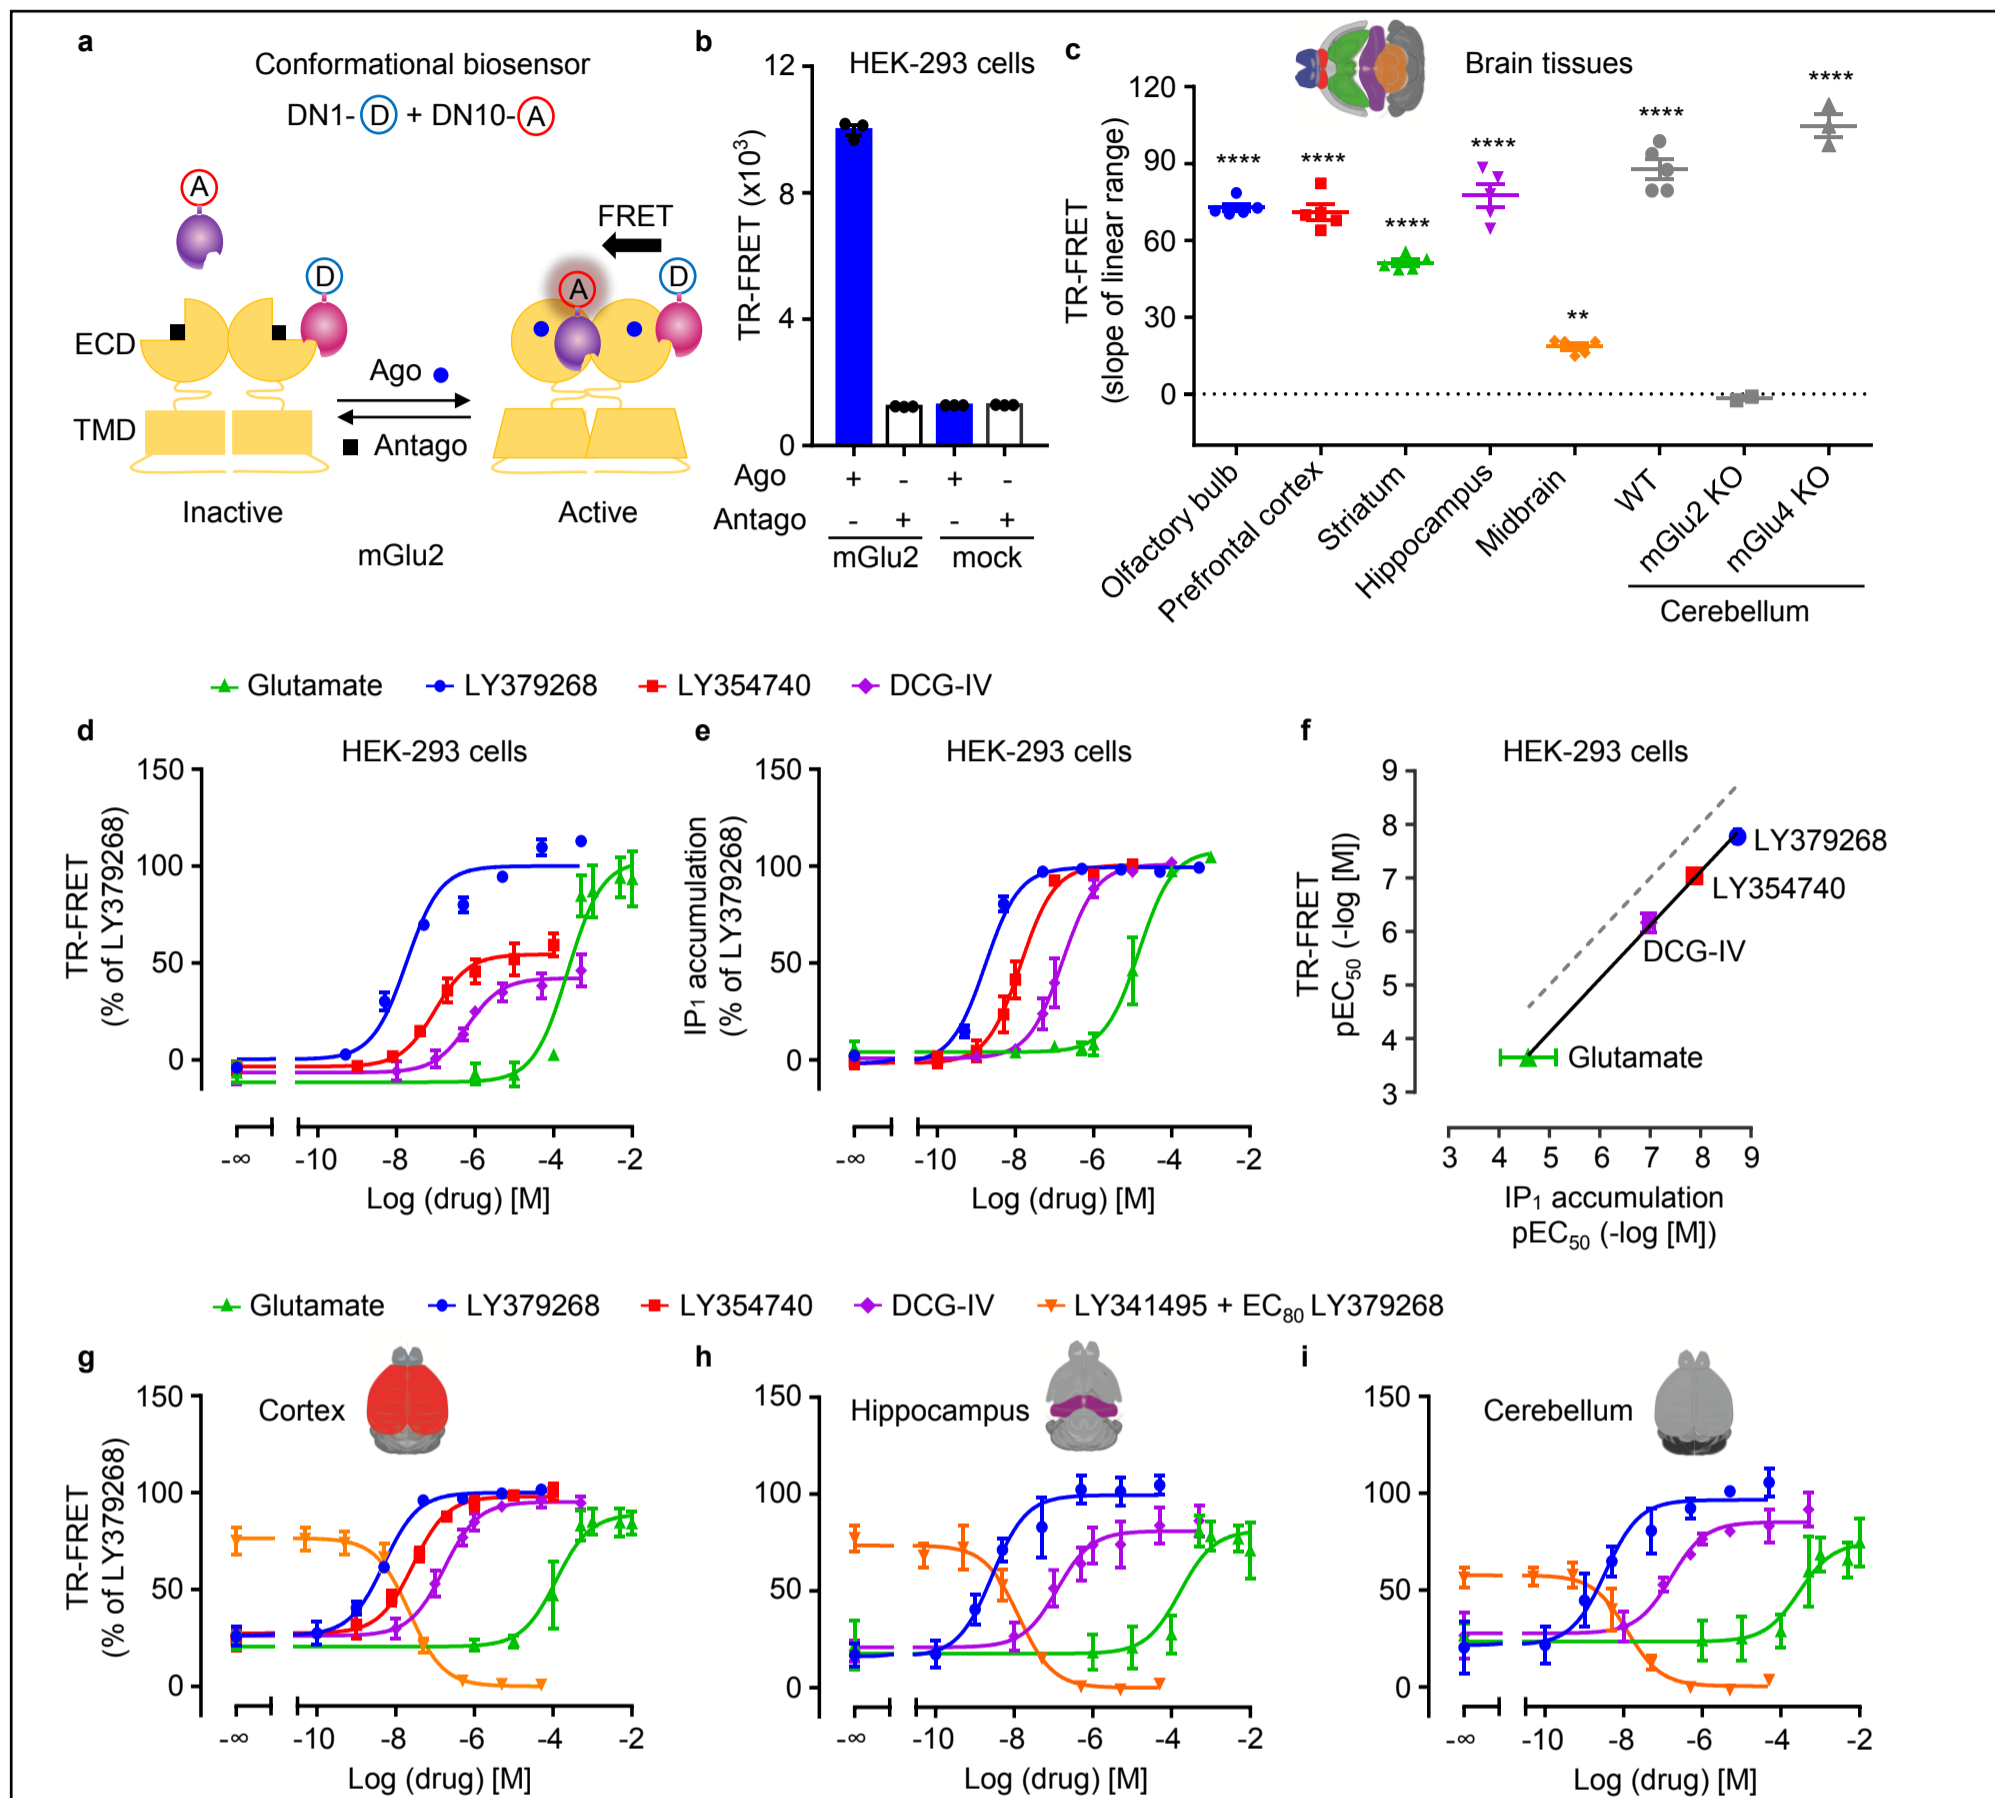 a
Conformational biosensor
DN1-D + DN10-A
A
FRET
D
A
D
ECD
TMD
Ago
Antago
Inactive
Active
mGlu2
b
HEK-293 cells
TR-FRET (x10³)
12
8
4
0
Ago + - + -
Antago - + - +
mGlu2 mock
c
Brain tissues
TR-FRET
(slope of linear range)
120
90
60
30
0
**** **** **** **** ** **** ****
Olfactory bulb
Prefrontal cortex
Striatum
Hippocampus
Midbrain
WT
mGlu2 KO
mGlu4 KO
Cerebellum
Glutamate LY379268 LY354740 DCG-IV
d
HEK-293 cells
TR-FRET
(% of LY379268)
150
100
50
0
-∞ -10 -8 -6 -4 -2
Log (drug) [M]
e
HEK-293 cells
IP₁ accumulation
(% of LY379268)
150
100
50
0
-∞ -10 -8 -6 -4 -2
Log (drug) [M]
f
HEK-293 cells
TR-FRET
pEC₅₀ (-log [M])
9
8
7
6
5
4
3
LY379268
LY354740
DCG-IV
Glutamate
3 4 5 6 7 8 9
IP₁ accumulation
pEC₅₀ (-log [M])
Glutamate LY379268 LY354740 DCG-IV LY341495 + EC₈₀ LY379268
g
Cortex
TR-FRET
(% of LY379268)
150
100
50
0
-∞ -10 -8 -6 -4 -2
Log (drug) [M]
h
Hippocampus
150
100
50
0
-∞ -10 -8 -6 -4 -2
Log (drug) [M]
i
Cerebellum
150
100
50
0
-∞ -10 -8 -6 -4 -2
Log (drug) [M]